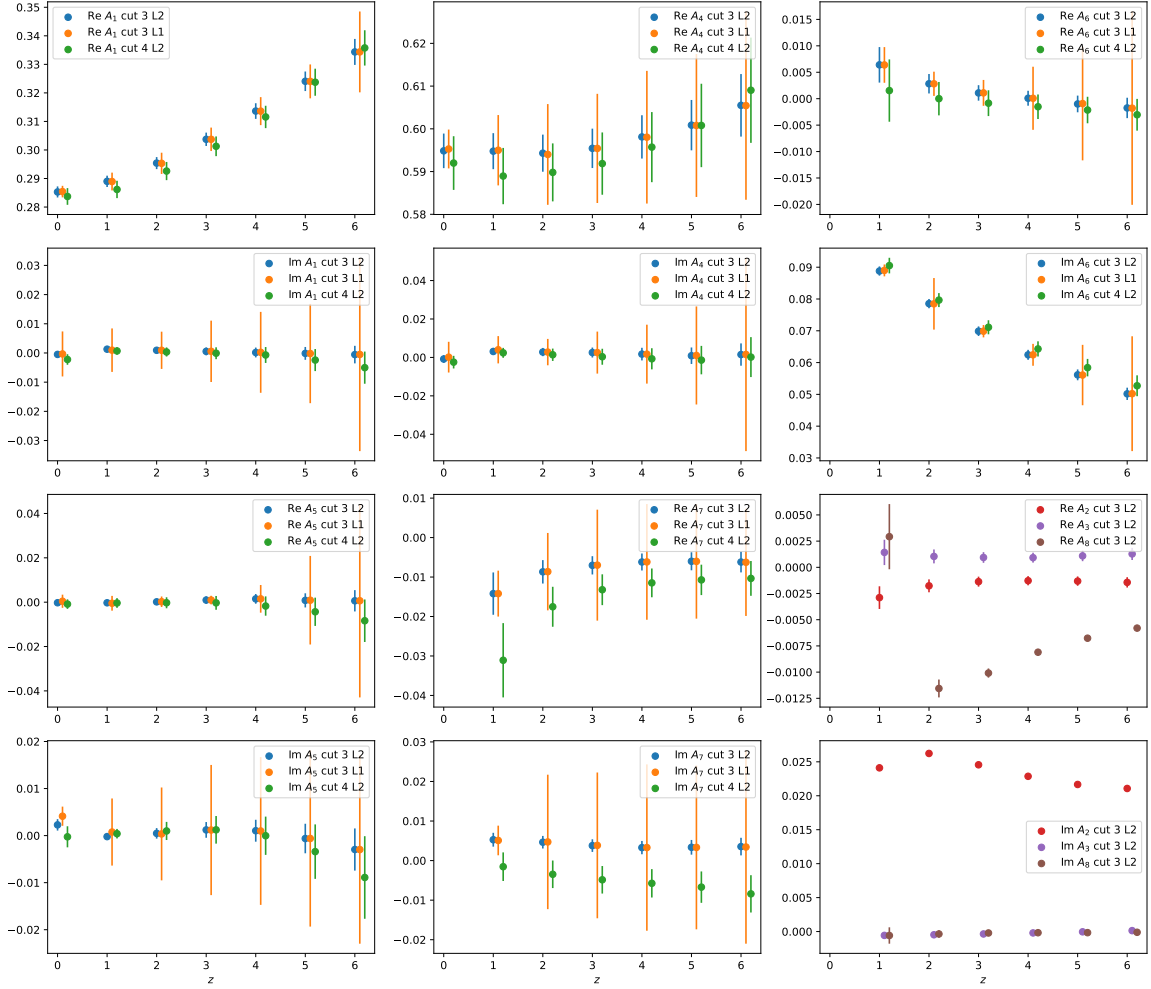 0.35
0.34
0.33
0.32
0.31
0.30
0.29
0.28
0 1 2 3 4 5 6
Re A₁ cut 3 L2
Re A₁ cut 3 L1
Re A₁ cut 4 L2
0.62
0.60
0.59
0.58
0 1 2 3 4 5 6
Re A₄ cut 3 L2
Re A₄ cut 3 L1
Re A₄ cut 4 L2
0.015
0.010
0.005
0.000
−0.005
−0.010
−0.015
−0.020
1 2 3 4 5 6
Re A₆ cut 3 L2
Re A₆ cut 3 L1
Re A₆ cut 4 L2
0.03
0.02
0.01
0.00
−0.01
−0.02
−0.03
0 1 2 3 4 5 6
Im A₁ cut 3 L2
Im A₁ cut 3 L1
Im A₁ cut 4 L2
0.04
0.02
0.00
−0.02
−0.04
0 1 2 3 4 5 6
Im A₄ cut 3 L2
Im A₄ cut 3 L1
Im A₄ cut 4 L2
0.09
0.08
0.07
0.06
0.05
0.04
0.03
1 2 3 4 5 6
Im A₆ cut 3 L2
Im A₆ cut 3 L1
Im A₆ cut 4 L2
0.04
0.02
0.00
−0.02
−0.04
0 1 2 3 4 5 6
Re A₅ cut 3 L2
Re A₅ cut 3 L1
Re A₅ cut 4 L2
0.01
0.00
−0.01
−0.02
−0.03
−0.04
0 1 2 3 4 5 6
Re A₇ cut 3 L2
Re A₇ cut 3 L1
Re A₇ cut 4 L2
0.0050
0.0025
0.0000
−0.0025
−0.0050
−0.0075
−0.0100
−0.0125
1 2 3 4 5 6
Re A₂ cut 3 L2
Re A₃ cut 3 L2
Re A₈ cut 3 L2
0.02
0.01
0.00
−0.01
−0.02
0 1 2 3 4 5 6
z
Im A₅ cut 3 L2
Im A₅ cut 3 L1
Im A₅ cut 4 L2
0.03
0.02
0.01
0.00
−0.01
−0.02
0 1 2 3 4 5 6
z
Im A₇ cut 3 L2
Im A₇ cut 3 L1
Im A₇ cut 4 L2
0.025
0.020
0.015
0.010
0.005
0.000
1 2 3 4 5 6
z
Im A₂ cut 3 L2
Im A₃ cut 3 L2
Im A₈ cut 3 L2